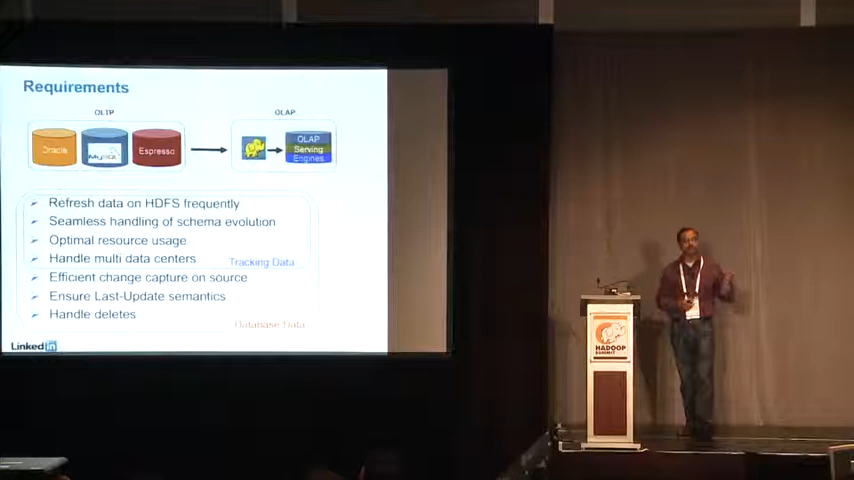 Requirements
OLTP
OLAP
Oracle
MySQL
Espresso
OLAP
Serving
Engines
Refresh data on HDFS frequently
Seamless handling of schema evolution
Optimal resource usage
Handle multi data centers
Tracking Data
Efficient change capture on source
Ensure Last-Update semantics
Handle deletes
Database Data
LinkedIn
HADOOP
SUMMIT